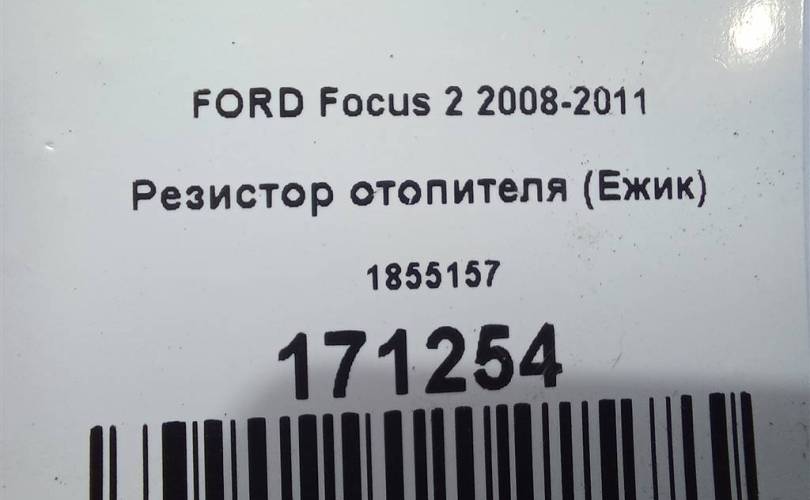 FORD Focus 2 2008-2011
Резистор отопителя (Ежик)
1855157
171254